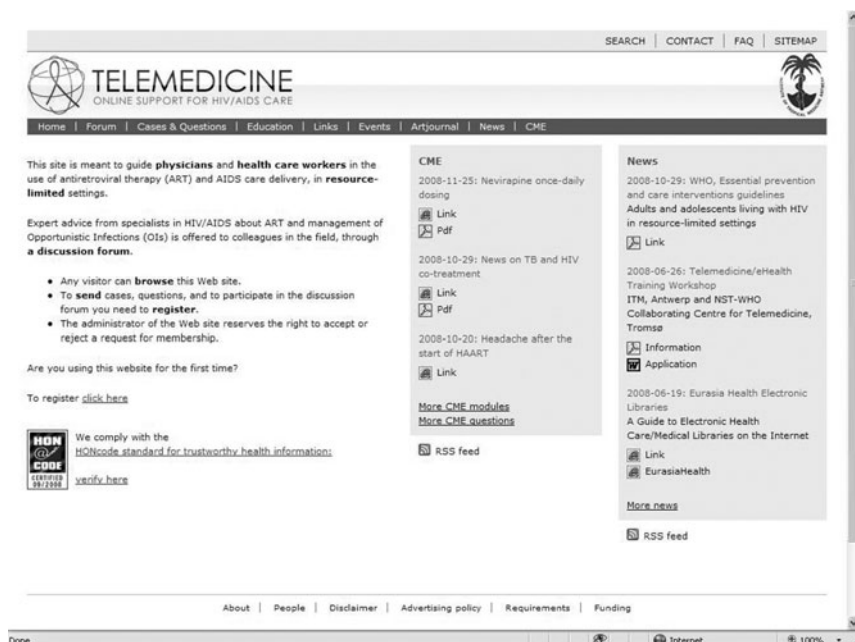 SEARCH | CONTACT | FAQ | SITEMAP
TELEMEDICINE
ONLINE SUPPORT FOR HIV/AIDS CARE
Home | Forum | Cases & Questions | Education | Links | Events | Artjournal | News | CME
This site is meant to guide physicians and health care workers in the
use of antiretroviral therapy (ART) and AIDS care delivery, in resource-
limited settings.
Expert advice from specialists in HIV/AIDS about ART and management of
Opportunistic Infections (OIs) is offered to colleagues in the field, through
a discussion forum.
• Any visitor can browse this Web site.
• To send cases, questions, and to participate in the discussion
forum you need to register.
• The administrator of the Web site reserves the right to accept or
reject a request for membership.
Are you using this website for the first time?
To register click here
HON
@
CODE
CERTIFIED
08/2006
We comply with the
HONcode standard for trustworthy health information:
verify here
CME
2008-11-25: Nevirapine once-daily
dosing
Link
Pdf
2008-10-29: News on TB and HIV
co-treatment
Link
Pdf
2008-10-20: Headache after the
start of HAART
Link
More CME modules
More CME questions
RSS feed
News
2008-10-29: WHO, Essential prevention
and care interventions guidelines
Adults and adolescents living with HIV
in resource-limited settings
Link
2008-06-26: Telemedicine/eHealth
Training Workshop
ITM, Antwerp and NST-WHO
Collaborating Centre for Telemedicine,
Tromsø
Information
Application
2008-06-19: Eurasia Health Electronic
Libraries
A Guide to Electronic Health
Care/Medical Libraries on the Internet
Link
EurasiaHealth
More news
RSS feed
About | People | Disclaimer | Advertising policy | Requirements | Funding
Done
Internet
100%